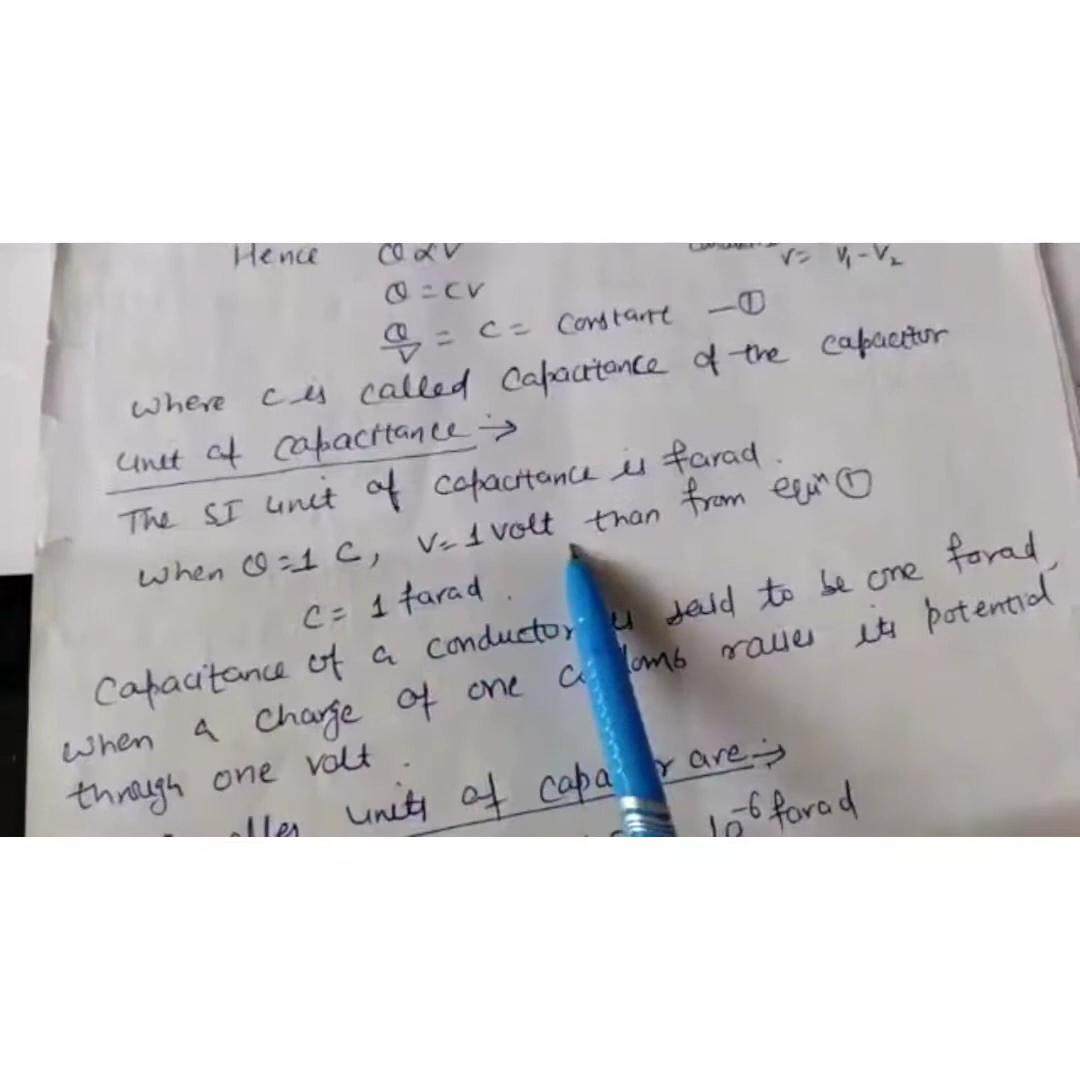 Hence Q ∝ V
V = V₁ - V₂
Q = CV
Q/V = C = Constant — ①
where C is called Capacitance of the capacitor
Unit of capacitance →
The SI unit of capacitance is farad.
When Q = 1 C, V = 1 volt than from equⁿ ①
C = 1 farad.
Capacitance of a conductor is said to be one farad,
when a charge of one raises its potential
through one volt.
units of are →
10⁻⁶ farad